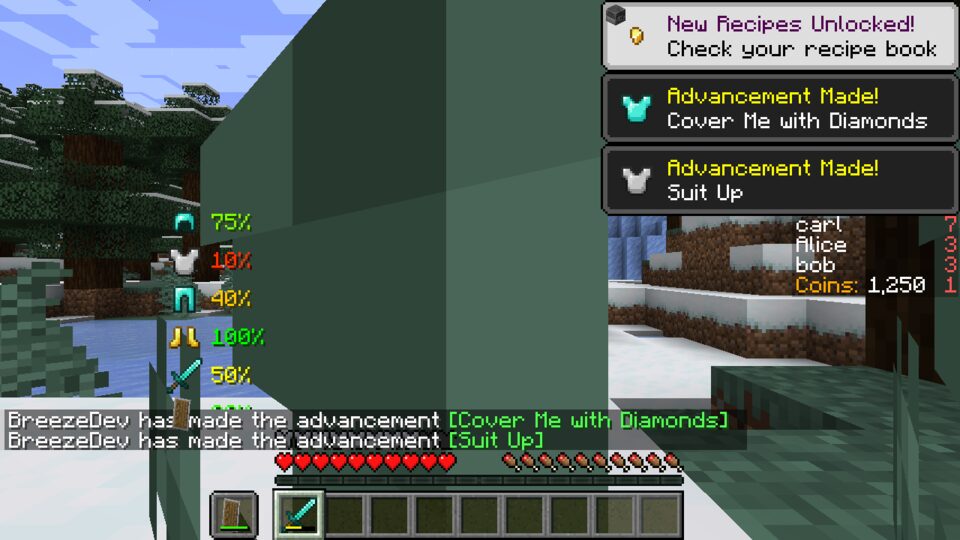 New Recipes Unlocked!
Check your recipe book
Advancement Made!
Cover Me with Diamonds
Advancement Made!
Suit Up
carl 7
Alice 3
bob 3
Coins: 1,250 1
75%
10%
40%
100%
50%
BreezeDev has made the advancement [Cover Me with Diamonds]
BreezeDev has made the advancement [Suit Up]